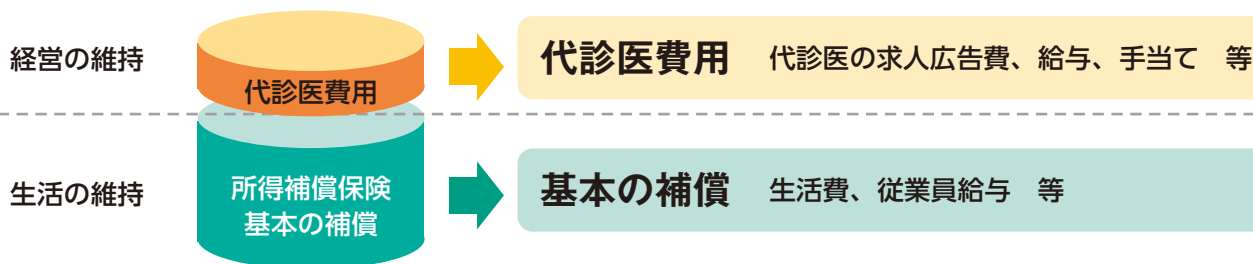 経営の維持
代診医費用
代診医費用 代診医の求人広告費、給与、手当て 等
生活の維持
所得補償保険
基本の補償
基本の補償 生活費、従業員給与 等